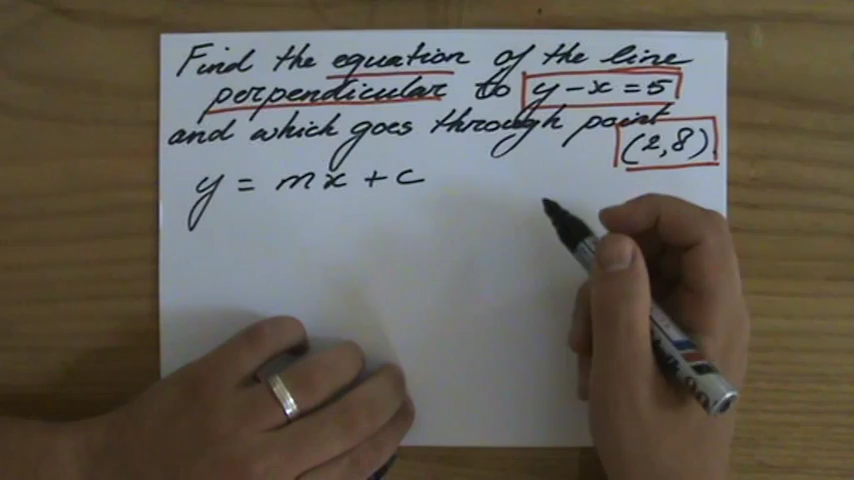 Find the equation of the line
perpendicular to y - x = 5
and which goes through point
(2,8).
y = mx + c